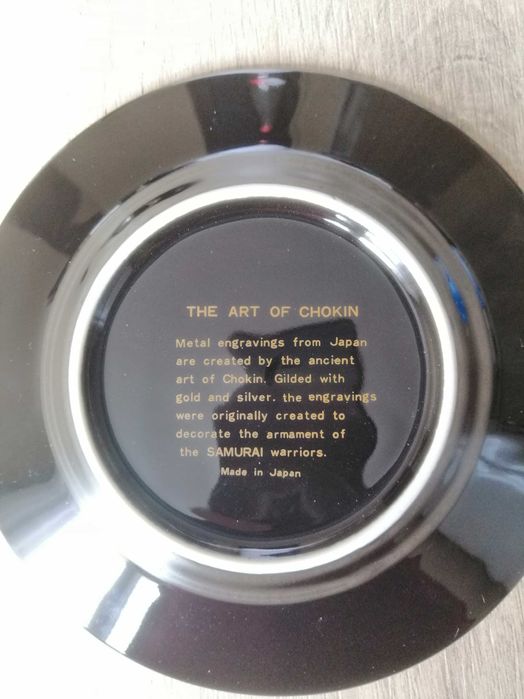 THE ART OF CHOKIN
Metal engravings from Japan
are created by the ancient
art of Chokin. Gilded with
gold and silver. the engravings
were originally created to
decorate the armament of
the SAMURAI warriors.
Made in Japan